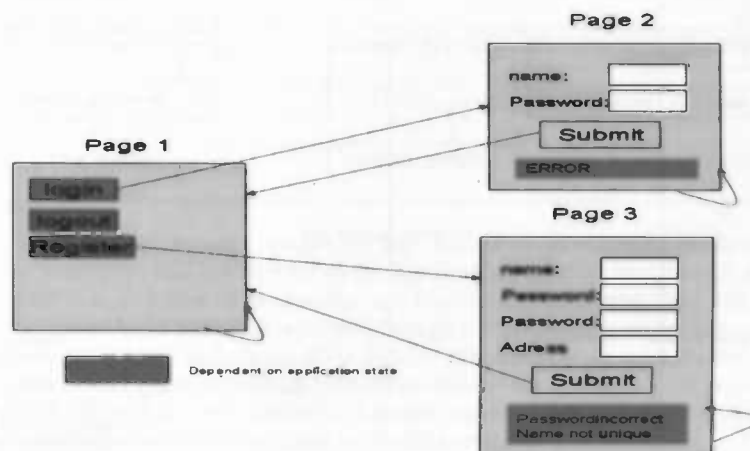 Page 1
login
logout
Register
Dependent on application state
Page 2
name:
Password:
Submit
ERROR
Page 3
name:
Password:
Password:
Adress
Submit
Passwordincorrect
Name not unique